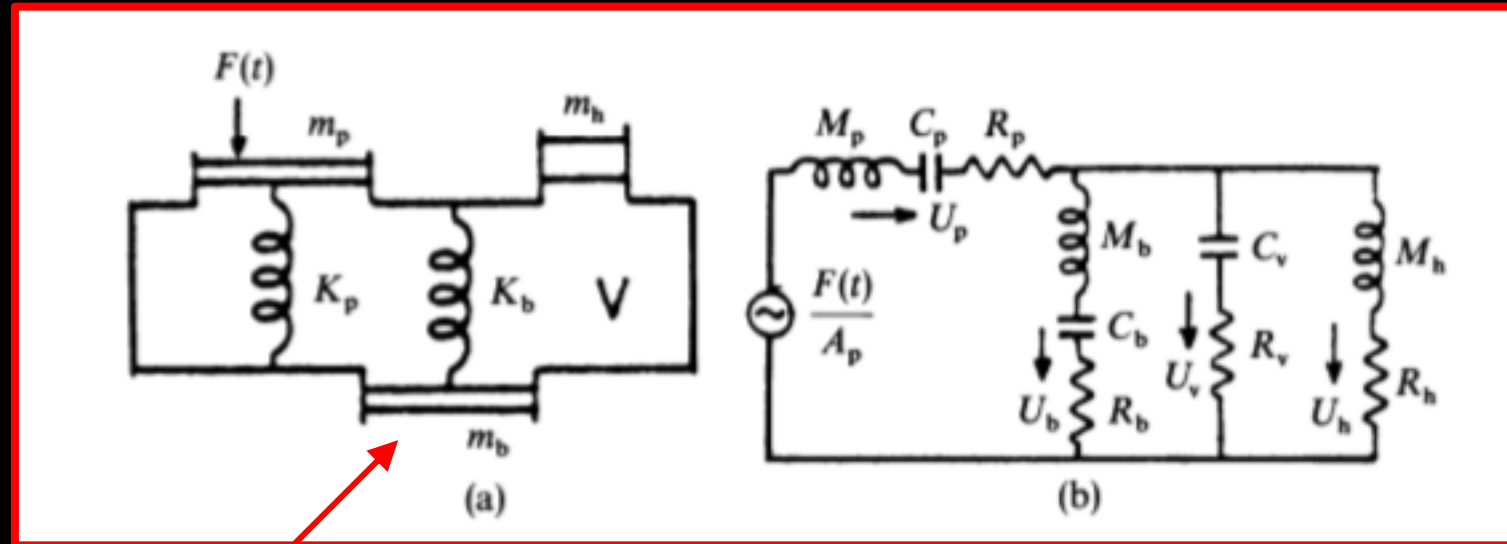 F(t)
m_p
m_h
K_p
K_b
V
m_b
(a)
M_p
C_p
R_p
U_p
F(t)
A_p
M_b
C_b
U_b
R_b
C_v
U_v
R_v
M_h
U_h
R_h
(b)